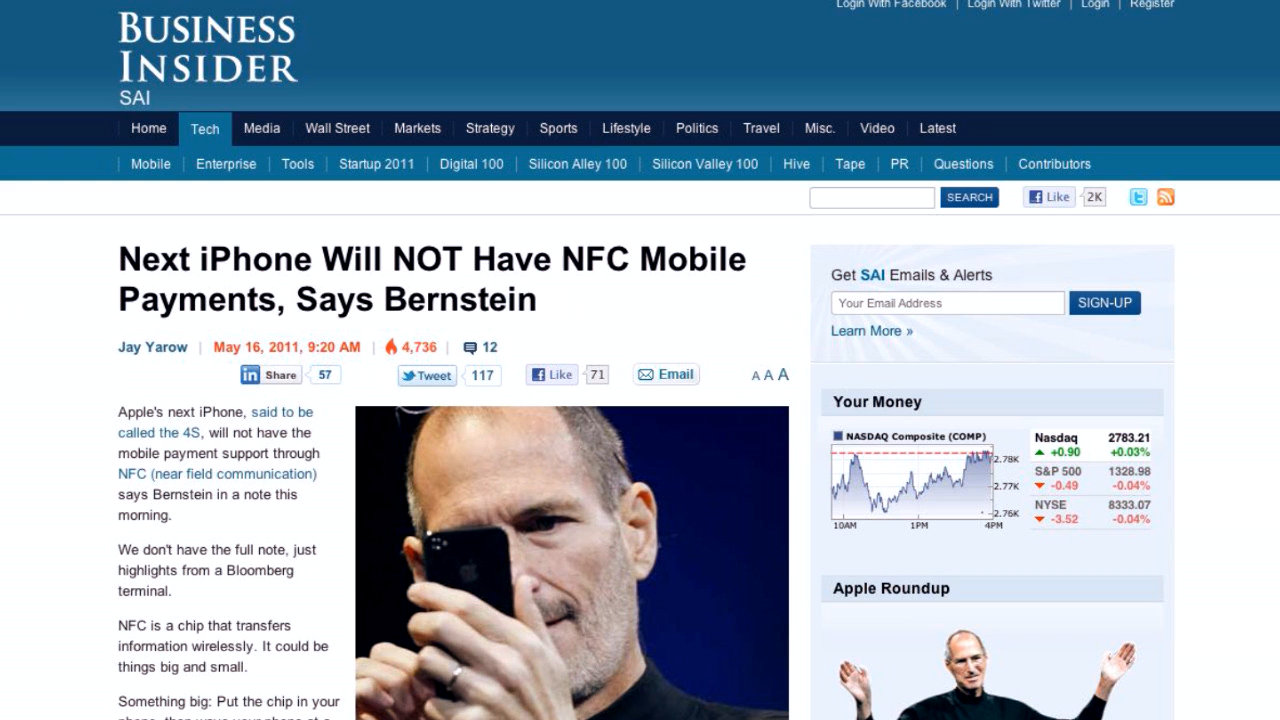 Login With Facebook | Login With Twitter | Login | Register
BUSINESS
INSIDER
SAI
Home Tech Media Wall Street Markets Strategy Sports Lifestyle Politics Travel Misc. Video Latest
Mobile Enterprise Tools Startup 2011 Digital 100 Silicon Alley 100 Silicon Valley 100 Hive Tape PR Questions Contributors
SEARCH Like 2K
Next iPhone Will NOT Have NFC Mobile
Payments, Says Bernstein
Jay Yarow | May 16, 2011, 9:20 AM | 4,736 | 12
in Share 57 Tweet 117 Like 71 Email A A A
Apple's next iPhone, said to be
called the 4S, will not have the
mobile payment support through
NFC (near field communication)
says Bernstein in a note this
morning.
We don't have the full note, just
highlights from a Bloomberg
terminal.
NFC is a chip that transfers
information wirelessly. It could be
things big and small.
Something big: Put the chip in your
Get SAI Emails & Alerts
Your Email Address SIGN-UP
Learn More »
Your Money
NASDAQ Composite (COMP)
2.78K
2.77K
2.76K
10AM 1PM 4PM
Nasdaq 2783.21
+0.90 +0.03%
S&P 500 1328.98
-0.49 -0.04%
NYSE 8333.07
-3.52 -0.04%
Apple Roundup